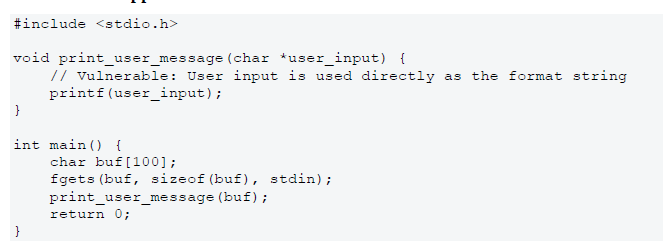 #include <stdio.h>
void print_user_message(char *user_input) {
    // Vulnerable: User input is used directly as the format string
    printf(user_input);
}
int main() {
    char buf[100];
    fgets(buf, sizeof(buf), stdin);
    print_user_message(buf);
    return 0;
}